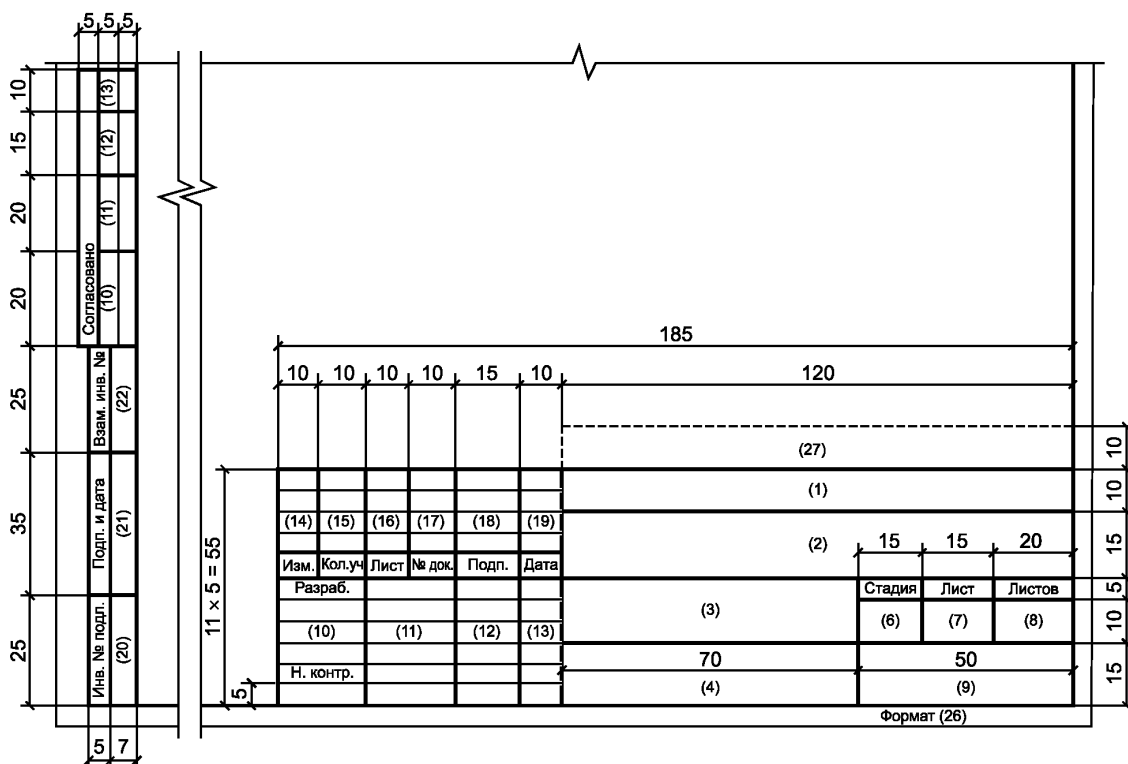 5 5 5
10
15
20
20
25
35
25
(13)
(12)
(11)
(10)
Согласовано
Взам. инв. №
(22)
Подп. и дата
(21)
Инв. № подл.
(20)
5 7
185
10 10 10 10 15 10 120
(27)
(1)
(14) (15) (16) (17) (18) (19)
(2)
15 15 20
Изм. Кол.уч Лист № док. Подп. Дата
Разраб.
Стадия Лист Листов
(3)
(6) (7) (8)
(10) (11) (12) (13)
Н. контр.
70 50
(4) (9)
11 × 5 = 55
5
10
10
15
5
10
15
Формат (26)